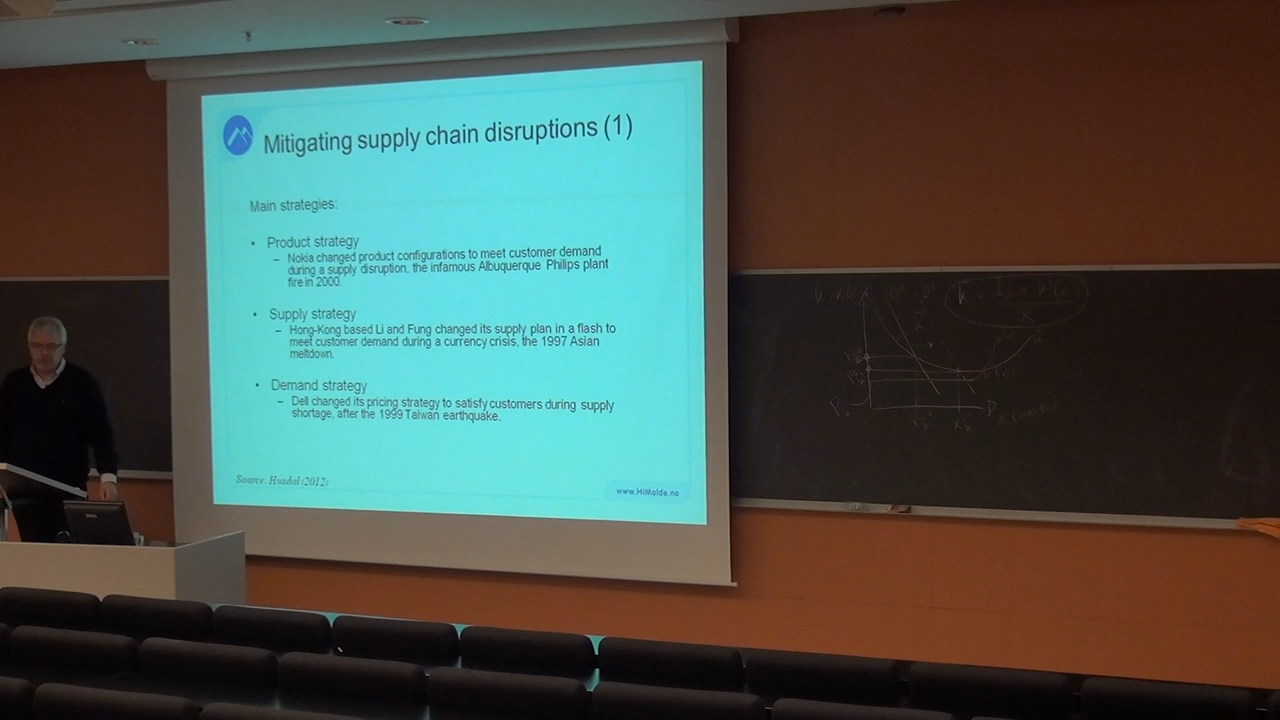 Mitigating supply chain disruptions (1)
Main strategies:
• Product strategy
– Nokia changed product configurations to meet customer demand
during a supply disruption, the infamous Albuquerque Philips plant
fire in 2000.
• Supply strategy
– Hong-Kong based Li and Fung changed its supply plan in a flash to
meet customer demand during a currency crisis, the 1997 Asian
meltdown.
• Demand strategy
– Dell changed its pricing strategy to satisfy customers during supply
shortage, after the 1999 Taiwan earthquake.
Source: Husdal (2012)
www.HiMolde.no